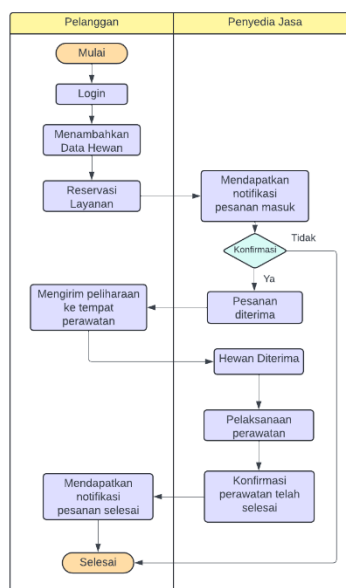 Pelanggan
Penyedia Jasa
Mulai
Login
Menambahkan
Data Hewan
Reservasi
Layanan
Mendapatkan
notifikasi
pesanan masuk
Konfirmasi
Tidak
Ya
Pesanan
diterima
Mengirim peliharaan
ke tempat
perawatan
Hewan Diterima
Pelaksanaan
perawatan
Konfirmasi
perawatan telah
selesai
Mendapatkan
notifikasi
pesanan selesai
Selesai